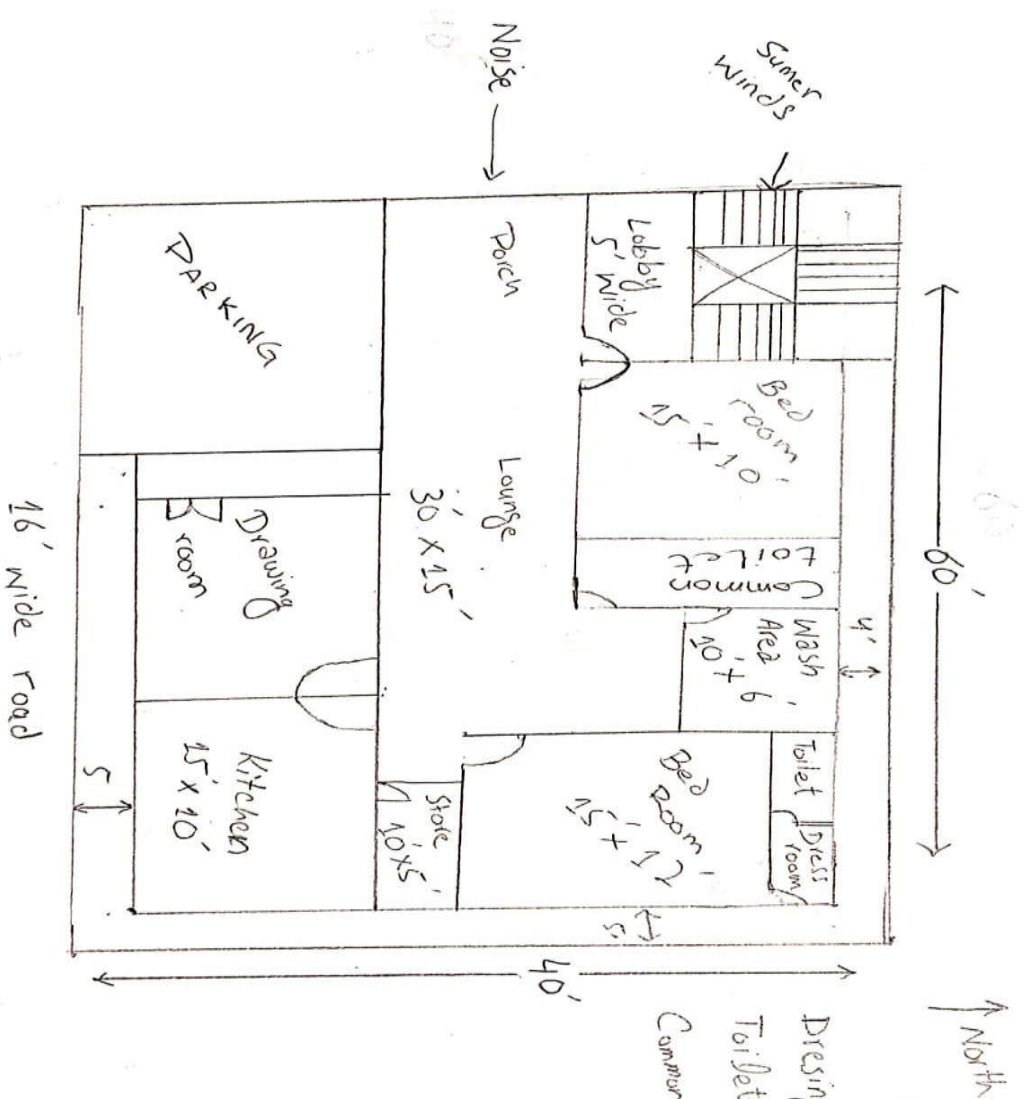 Sumer
Winds
Noise
60'
North
Lobby
5' Wide
Porch
PARKING
Bed
room
15' + 10'
Common
toilet
Wash
Area
10' + 6'
4'
Lounge
30' X 15'
Drawing
room
Toilet
Dress
room
Bed
Room
15' + 12'
Store
10'X5'
Kitchen
15' X 10'
5'
5
40'
16' wide road
Dresin
Toilet
Common